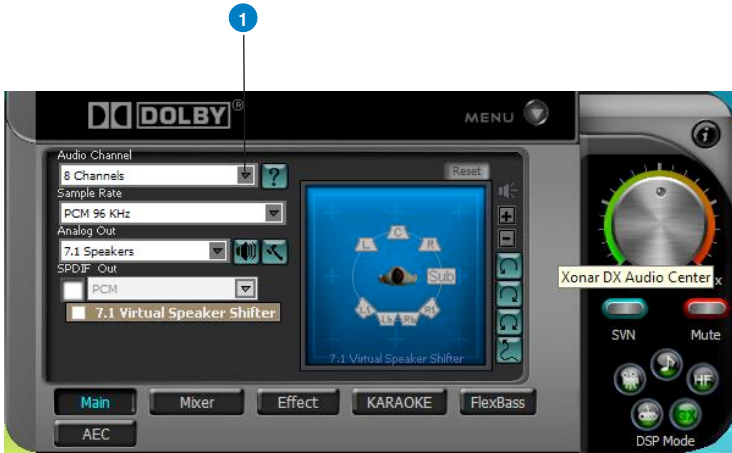 1
DOLBY®
MENU
Audio Channel
8 Channels
?
Reset
Sample Rate
PCM 96 KHz
Analog Out
7.1 Speakers
SPDIF Out
PCM
7.1 Virtual Speaker Shifter
L
C
R
Sub
Ls
Lb
Rb
Rs
7.1 Virtual Speaker Shifter
i
Xonar DX Audio Center
x
SVN
Mute
HF
GX
DSP Mode
Main
Mixer
Effect
KARAOKE
FlexBass
AEC